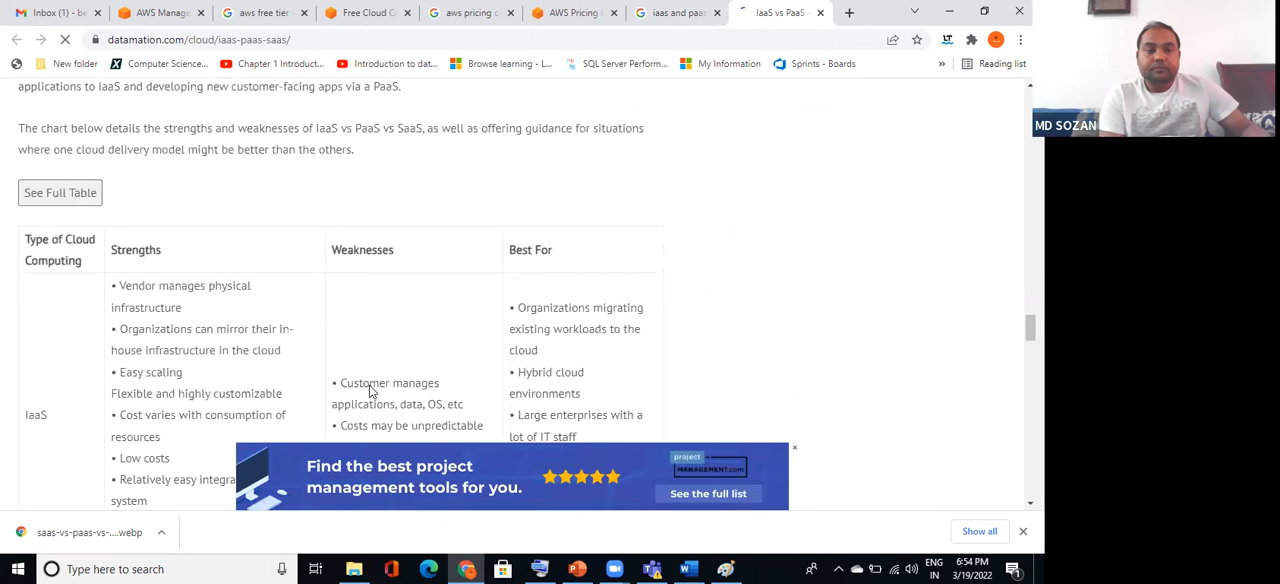 Inbox (1) - be
AWS Manage
aws free tier
Free Cloud C
aws pricing c
AWS Pricing
iaas and paa
IaaS vs PaaS
datamation.com/cloud/iaas-paas-saas/
New folder
Computer Science...
Chapter 1 Introduct...
Introduction to dat...
Browse learning - L...
SQL Server Perform...
My Information
Sprints - Boards
»
Reading list
applications to IaaS and developing new customer-facing apps via a PaaS.
The chart below details the strengths and weaknesses of IaaS vs PaaS vs SaaS, as well as offering guidance for situations
where one cloud delivery model might be better than the others.
See Full Table
Type of Cloud
Computing
Strengths
Weaknesses
Best For
IaaS
• Vendor manages physical
infrastructure
• Organizations can mirror their in-
house infrastructure in the cloud
• Easy scaling
Flexible and highly customizable
• Cost varies with consumption of
resources
• Low costs
• Relatively easy integra
system
• Customer manages
applications, data, OS, etc
• Costs may be unpredictable
• Organizations migrating
existing workloads to the
cloud
• Hybrid cloud
environments
• Large enterprises with a
lot of IT staff
Find the best project
management tools for you.
project
MANAGEMENT.com
See the full list
MD SOZAN
saas-vs-paas-vs-....webp
Show all
Type here to search
ENG
IN
6:54 PM
3/19/2022
1